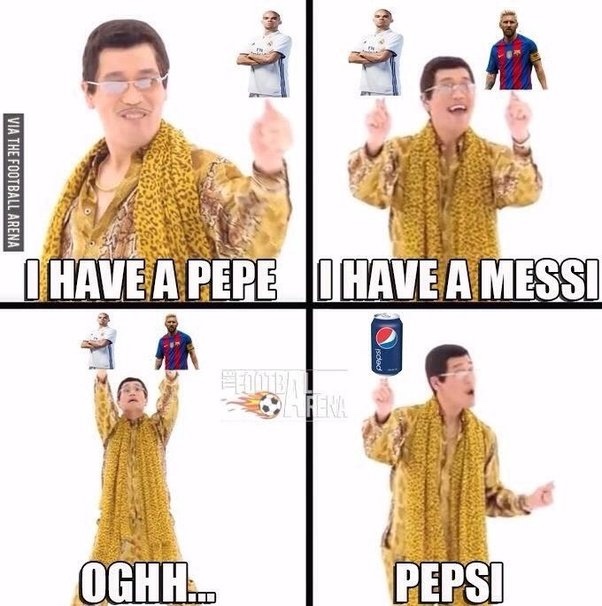 VIA THE FOOTBALL ARENA
I HAVE A PEPE
I HAVE A MESSI
THE FOOTBALL
ARENA
OGHH...
pepsi
PEPSI